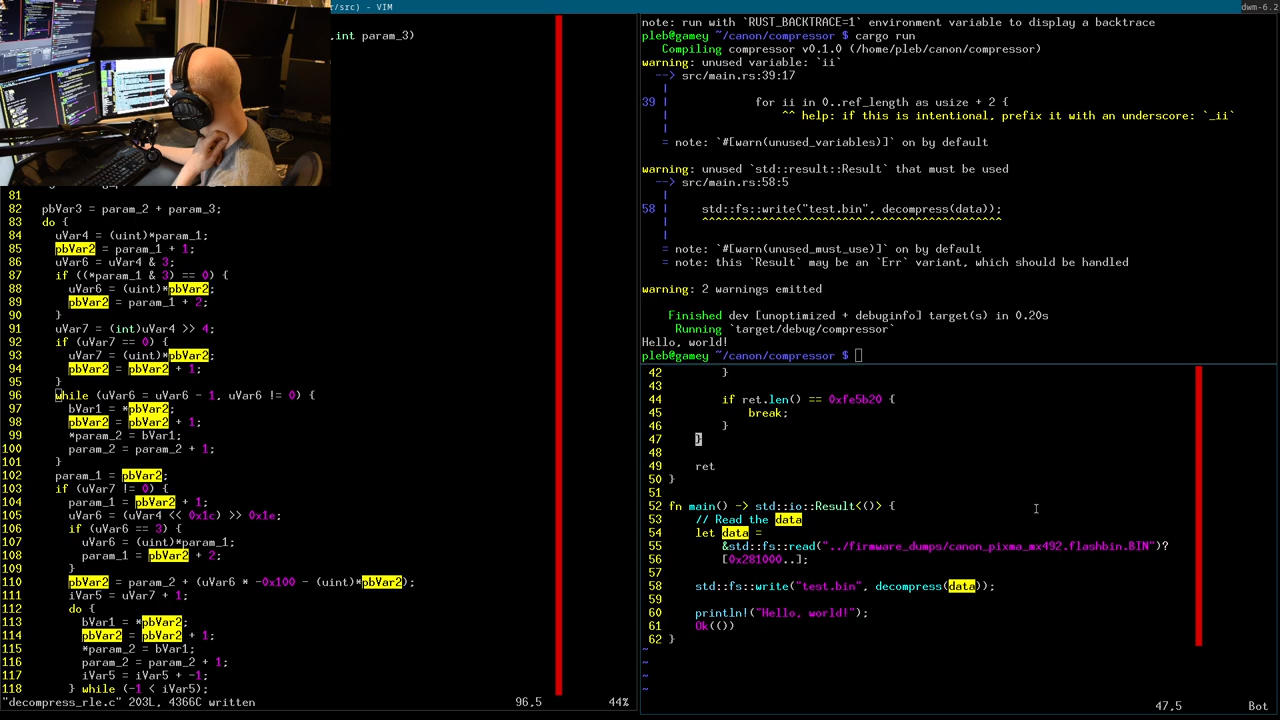 r/src) - VIM
dwm-6.2
,int param_3)
81
82   pbVar3 = param_2 + param_3;
83   do {
84     uVar4 = (uint)*param_1;
85     pbVar2 = param_1 + 1;
86     uVar6 = uVar4 & 3;
87     if ((*param_1 & 3) == 0) {
88       uVar6 = (uint)*pbVar2;
89       pbVar2 = param_1 + 2;
90     }
91     uVar7 = (int)uVar4 >> 4;
92     if (uVar7 == 0) {
93       uVar7 = (uint)*pbVar2;
94       pbVar2 = pbVar2 + 1;
95     }
96     while (uVar6 = uVar6 - 1, uVar6 != 0) {
97       bVar1 = *pbVar2;
98       pbVar2 = pbVar2 + 1;
99       *param_2 = bVar1;
100       param_2 = param_2 + 1;
101     }
102     param_1 = pbVar2;
103     if (uVar7 != 0) {
104       param_1 = pbVar2 + 1;
105       uVar6 = (uVar4 << 0x1c) >> 0x1e;
106       if (uVar6 == 3) {
107         uVar6 = (uint)*param_1;
108         param_1 = pbVar2 + 2;
109       }
110       pbVar2 = param_2 + (uVar6 * -0x100 - (uint)*pbVar2);
111       iVar5 = uVar7 + 1;
112       do {
113         bVar1 = *pbVar2;
114         pbVar2 = pbVar2 + 1;
115         *param_2 = bVar1;
116         param_2 = param_2 + 1;
117         iVar5 = iVar5 + -1;
118       } while (-1 < iVar5);
"decompress_rle.c" 203L, 4366C written    96,5    44%
note: run with `RUST_BACKTRACE=1` environment variable to display a backtrace
pleb@gamey ~/canon/compressor $ cargo run
   Compiling compressor v0.1.0 (/home/pleb/canon/compressor)
warning: unused variable: `ii`
  --> src/main.rs:39:17
   |
39 |             for ii in 0..ref_length as usize + 2 {
   |                 ^^ help: if this is intentional, prefix it with an underscore: `_ii`
   |
   = note: `#[warn(unused_variables)]` on by default
warning: unused `std::result::Result` that must be used
  --> src/main.rs:58:5
   |
58 |     std::fs::write("test.bin", decompress(data));
   |     ^^^^^^^^^^^^^^^^^^^^^^^^^^^^^^^^^^^^^^^^^^^^^
   |
   = note: `#[warn(unused_must_use)]` on by default
   = note: this `Result` may be an `Err` variant, which should be handled
warning: 2 warnings emitted
    Finished dev [unoptimized + debuginfo] target(s) in 0.20s
     Running `target/debug/compressor`
Hello, world!
pleb@gamey ~/canon/compressor $
42         }
43
44         if ret.len() == 0xfe5b20 {
45             break;
46         }
47     }
48
49     ret
50 }
51
52 fn main() -> std::io::Result<()> {
53     // Read the data
54     let data =
55         &std::fs::read("../firmware_dumps/canon_pixma_mx492.flashbin.BIN")?
56         [0x281000..];
57
58     std::fs::write("test.bin", decompress(data));
59
60     println!("Hello, world!");
61     Ok(())
62 }
~
~
~
~
47,5    Bot